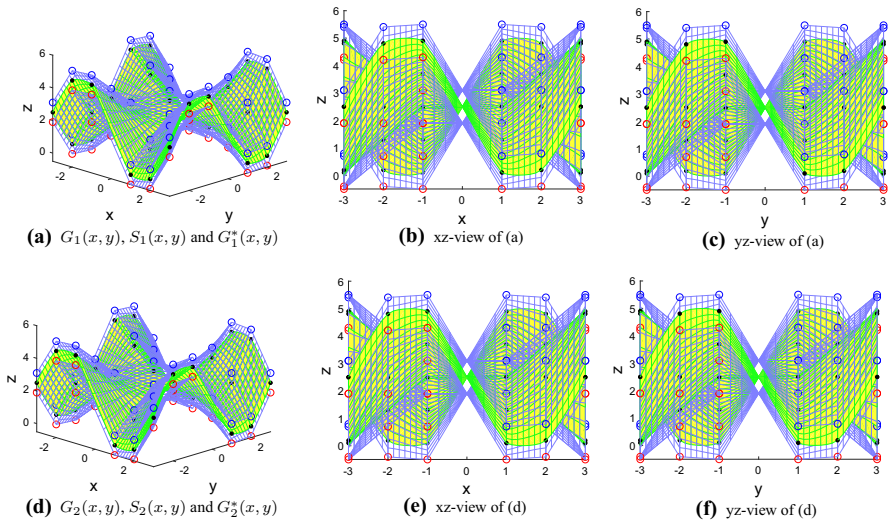 6
4
2
0
z
-2
0
2
x
-2
0
2
y
(a) G₁(x, y), S₁(x, y) and G₁*(x, y)
6
5
4
3
2
1
0
z
-3 -2 -1 0 1 2 3
x
(b) xz-view of (a)
6
5
4
3
2
1
0
z
-3 -2 -1 0 1 2 3
y
(c) yz-view of (a)
6
4
2
0
z
-2
0
2
x
-2
0
2
y
(d) G₂(x, y), S₂(x, y) and G₂*(x, y)
6
5
4
3
2
1
0
z
-3 -2 -1 0 1 2 3
x
(e) xz-view of (d)
6
5
4
3
2
1
0
z
-3 -2 -1 0 1 2 3
y
(f) yz-view of (d)